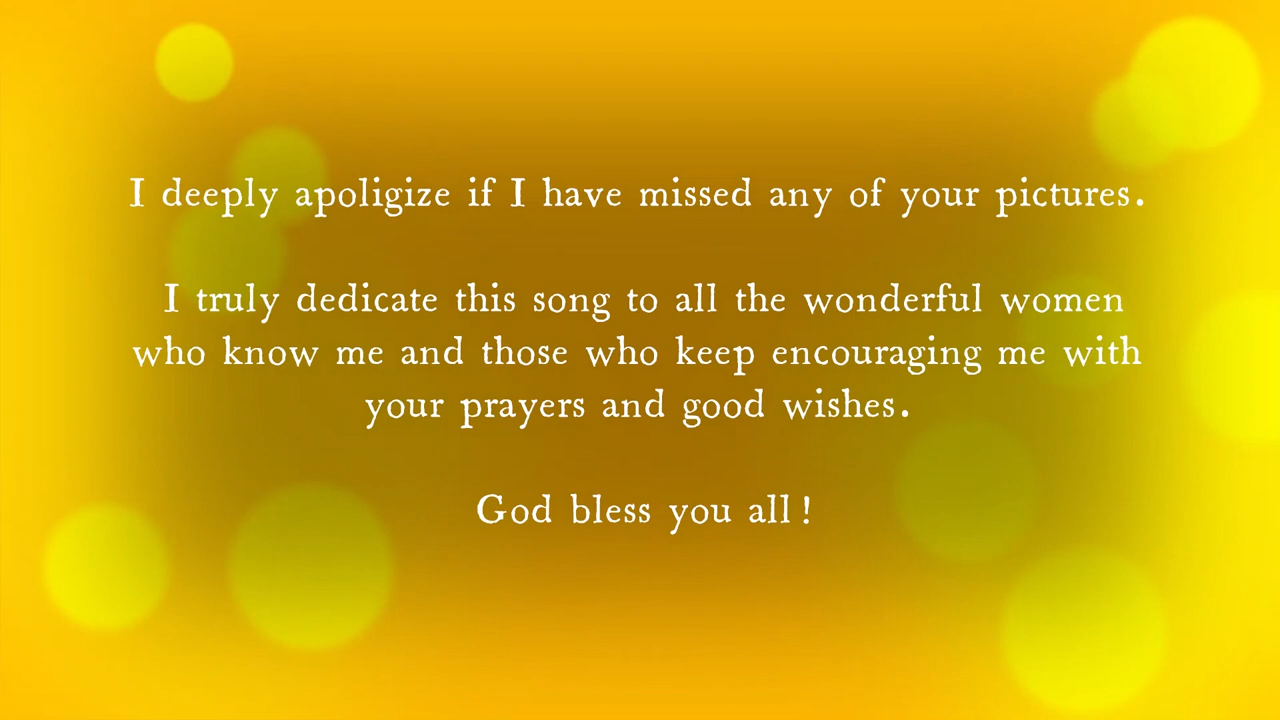 I deeply apoligize if I have missed any of your pictures.
I truly dedicate this song to all the wonderful women
who know me and those who keep encouraging me with
your prayers and good wishes.
God bless you all !